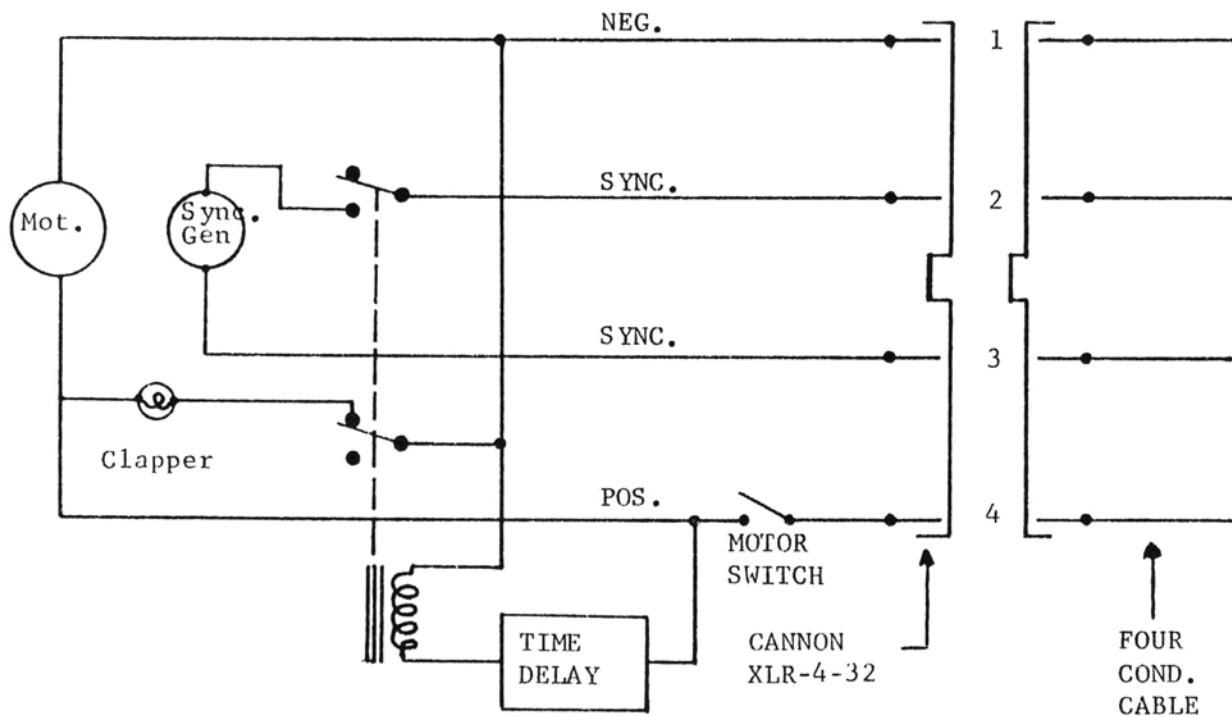 NEG.
1
SYNC.
2
Mot.
Sync.
Gen
SYNC.
3
Clapper
POS.
4
MOTOR
SWITCH
TIME
DELAY
CANNON
XLR-4-32
FOUR
COND.
CABLE